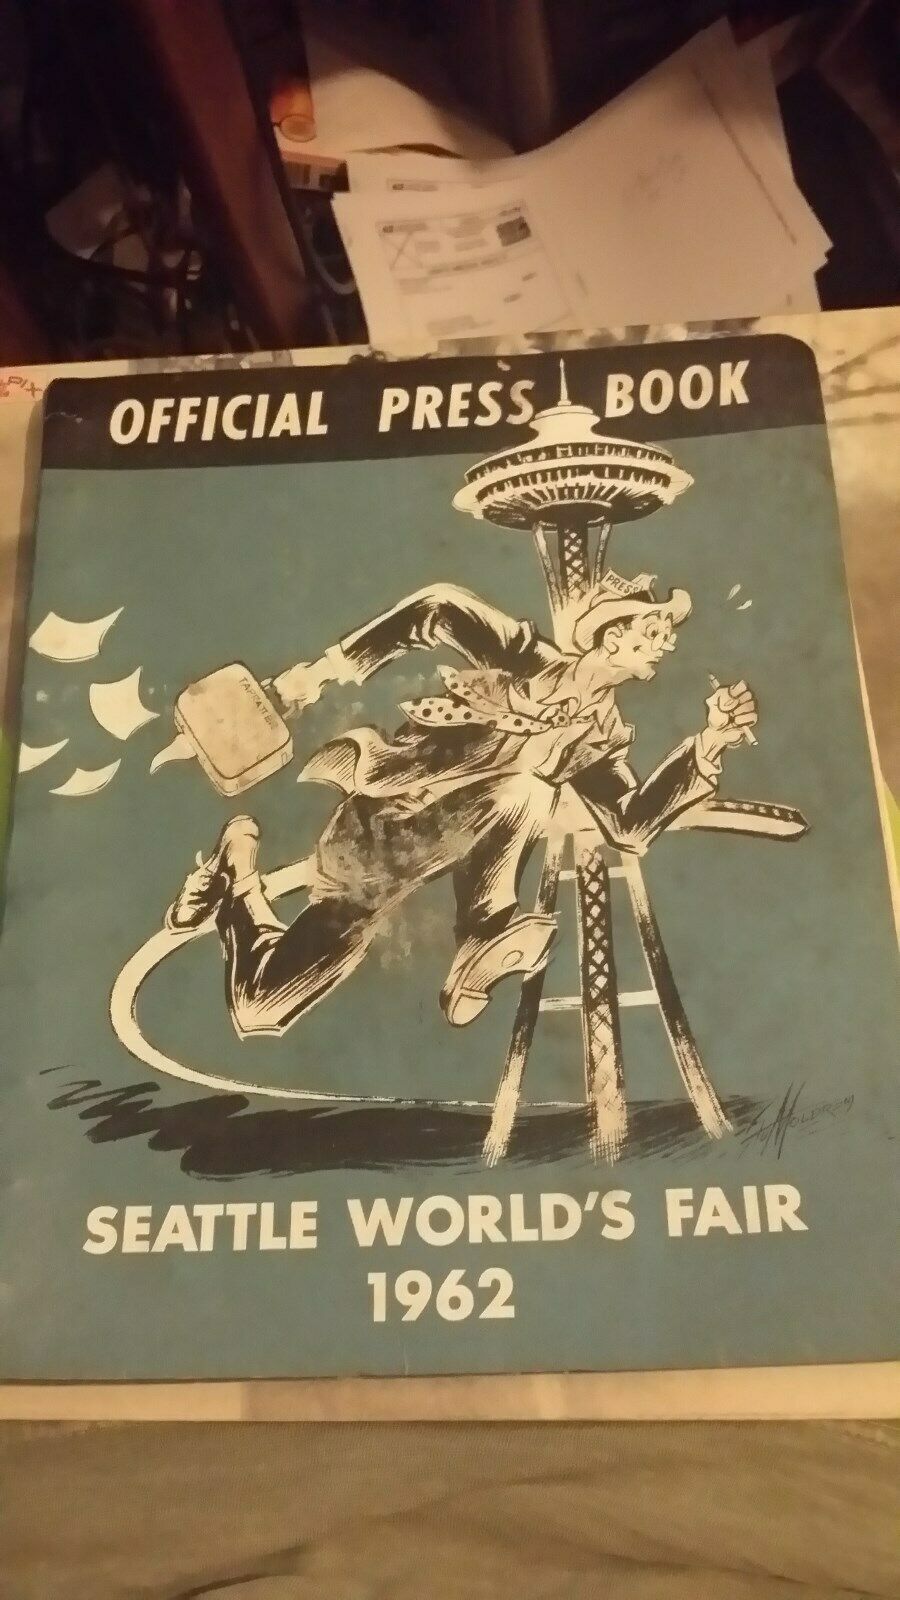 OFFICIAL PRESS BOOK
PRESS
SEATTLE WORLD'S FAIR
1962